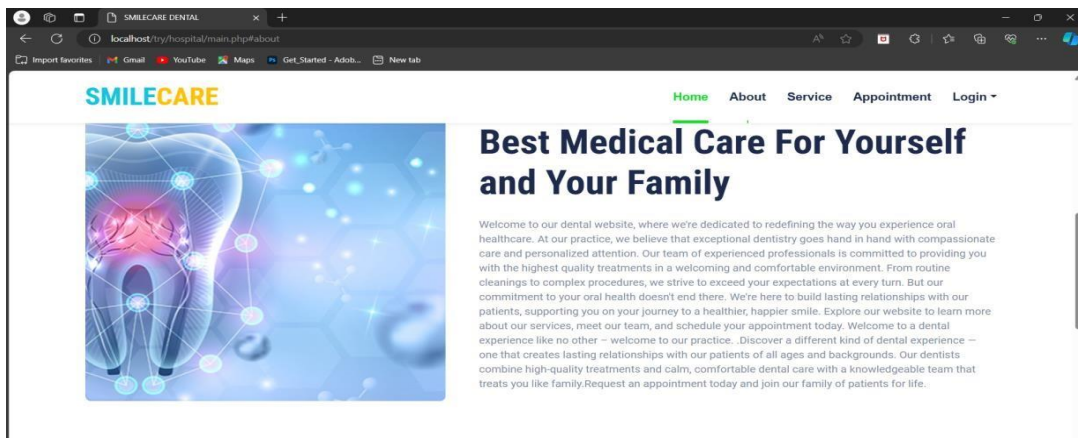 SMILECARE DENTAL
localhost/try/hospital/main.php#about
Import favorites Gmail YouTube Maps Get_Started - Adob... New tab
SMILECARE
Home About Service Appointment Login
Best Medical Care For Yourself
and Your Family
Welcome to our dental website, where we're dedicated to redefining the way you experience oral
healthcare. At our practice, we believe that exceptional dentistry goes hand in hand with compassionate
care and personalized attention. Our team of experienced professionals is committed to providing you
with the highest quality treatments in a welcoming and comfortable environment. From routine
cleanings to complex procedures, we strive to exceed your expectations at every turn. But our
commitment to your oral health doesn't end there. We're here to build lasting relationships with our
patients, supporting you on your journey to a healthier, happier smile. Explore our website to learn more
about our services, meet our team, and schedule your appointment today. Welcome to a dental
experience like no other – welcome to our practice. .Discover a different kind of dental experience —
one that creates lasting relationships with our patients of all ages and backgrounds. Our dentists
combine high-quality treatments and calm, comfortable dental care with a knowledgeable team that
treats you like family.Request an appointment today and join our family of patients for life.